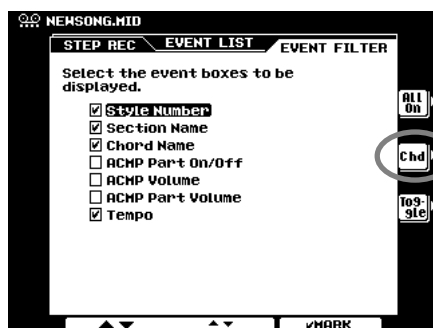 NEWSONG.MID
STEP REC EVENT LIST EVENT FILTER
Select the event boxes to be
displayed.
Style Number
Section Name
Chord Name
ACMP Part On/Off
ACMP Volume
ACMP Part Volume
Tempo
All
On
Chd
Tog-
gle
MARK